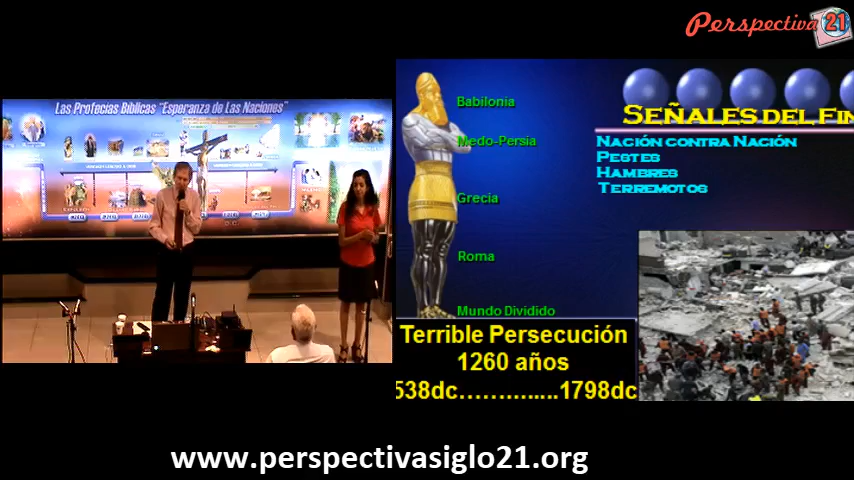 Perspectiva 21
Las Profecías Bíblicas "Esperanza de Las Naciones"
Babilonia
Medo-Persia
Grecia
Roma
Mundo Dividido
SEÑALES DEL FIN
NACIÓN CONTRA NACIÓN
PESTES
HAMBRES
TERREMOTOS
Terrible Persecución
1260 años
538dc.............1798dc
www.perspectivasiglo21.org